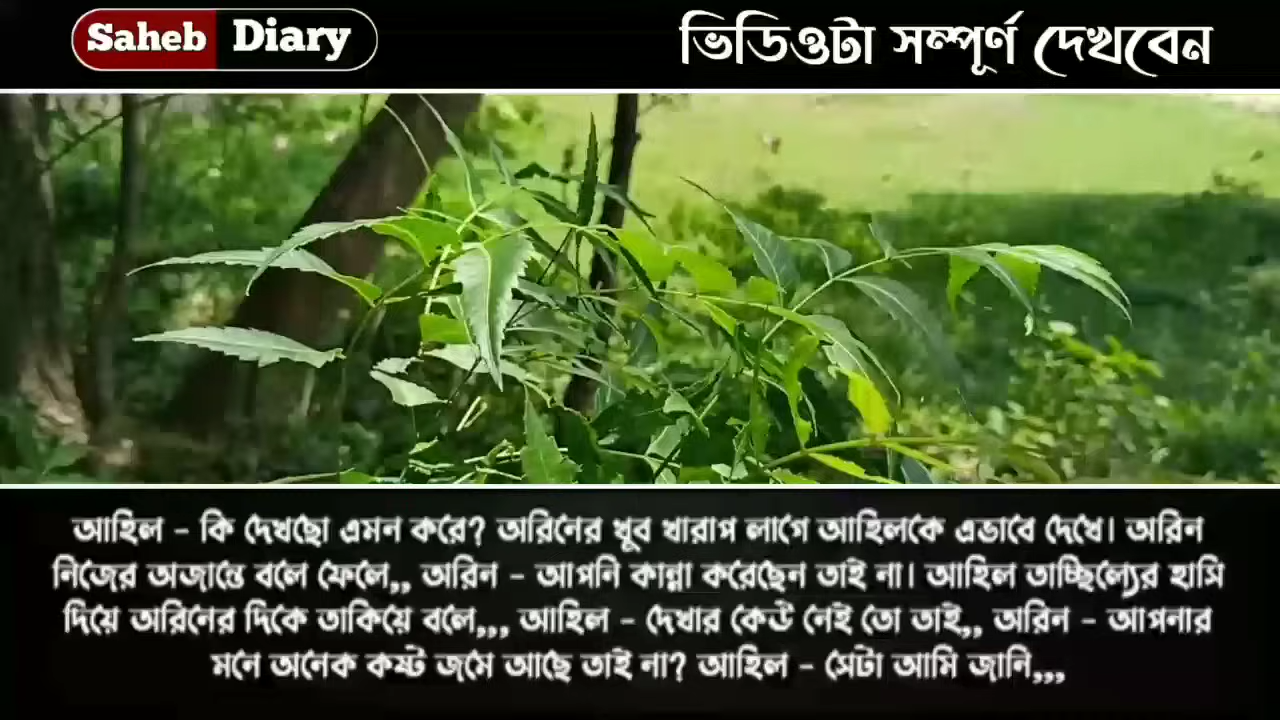 Saheb Diary
ভিডিওটা সম্পূর্ণ দেখবেন
আহিল - কি দেখছো এমন করে? অরিনের খুব খারাপ লাগে আহিলকে এভাবে দেখে। অরিন
নিজের অজান্তে বলে ফেলে,, অরিন - আপনি কান্না করেছেন তাই না। আহিল তাচ্ছিল্যের হাসি
দিয়ে অরিনের দিকে তাকিয়ে বলে,,, আহিল - দেখার কেউ নেই তো তাই,, অরিন - আপনার
মনে অনেক কষ্ট জমে আছে তাই না? আহিল - সেটা আমি জানি,,,